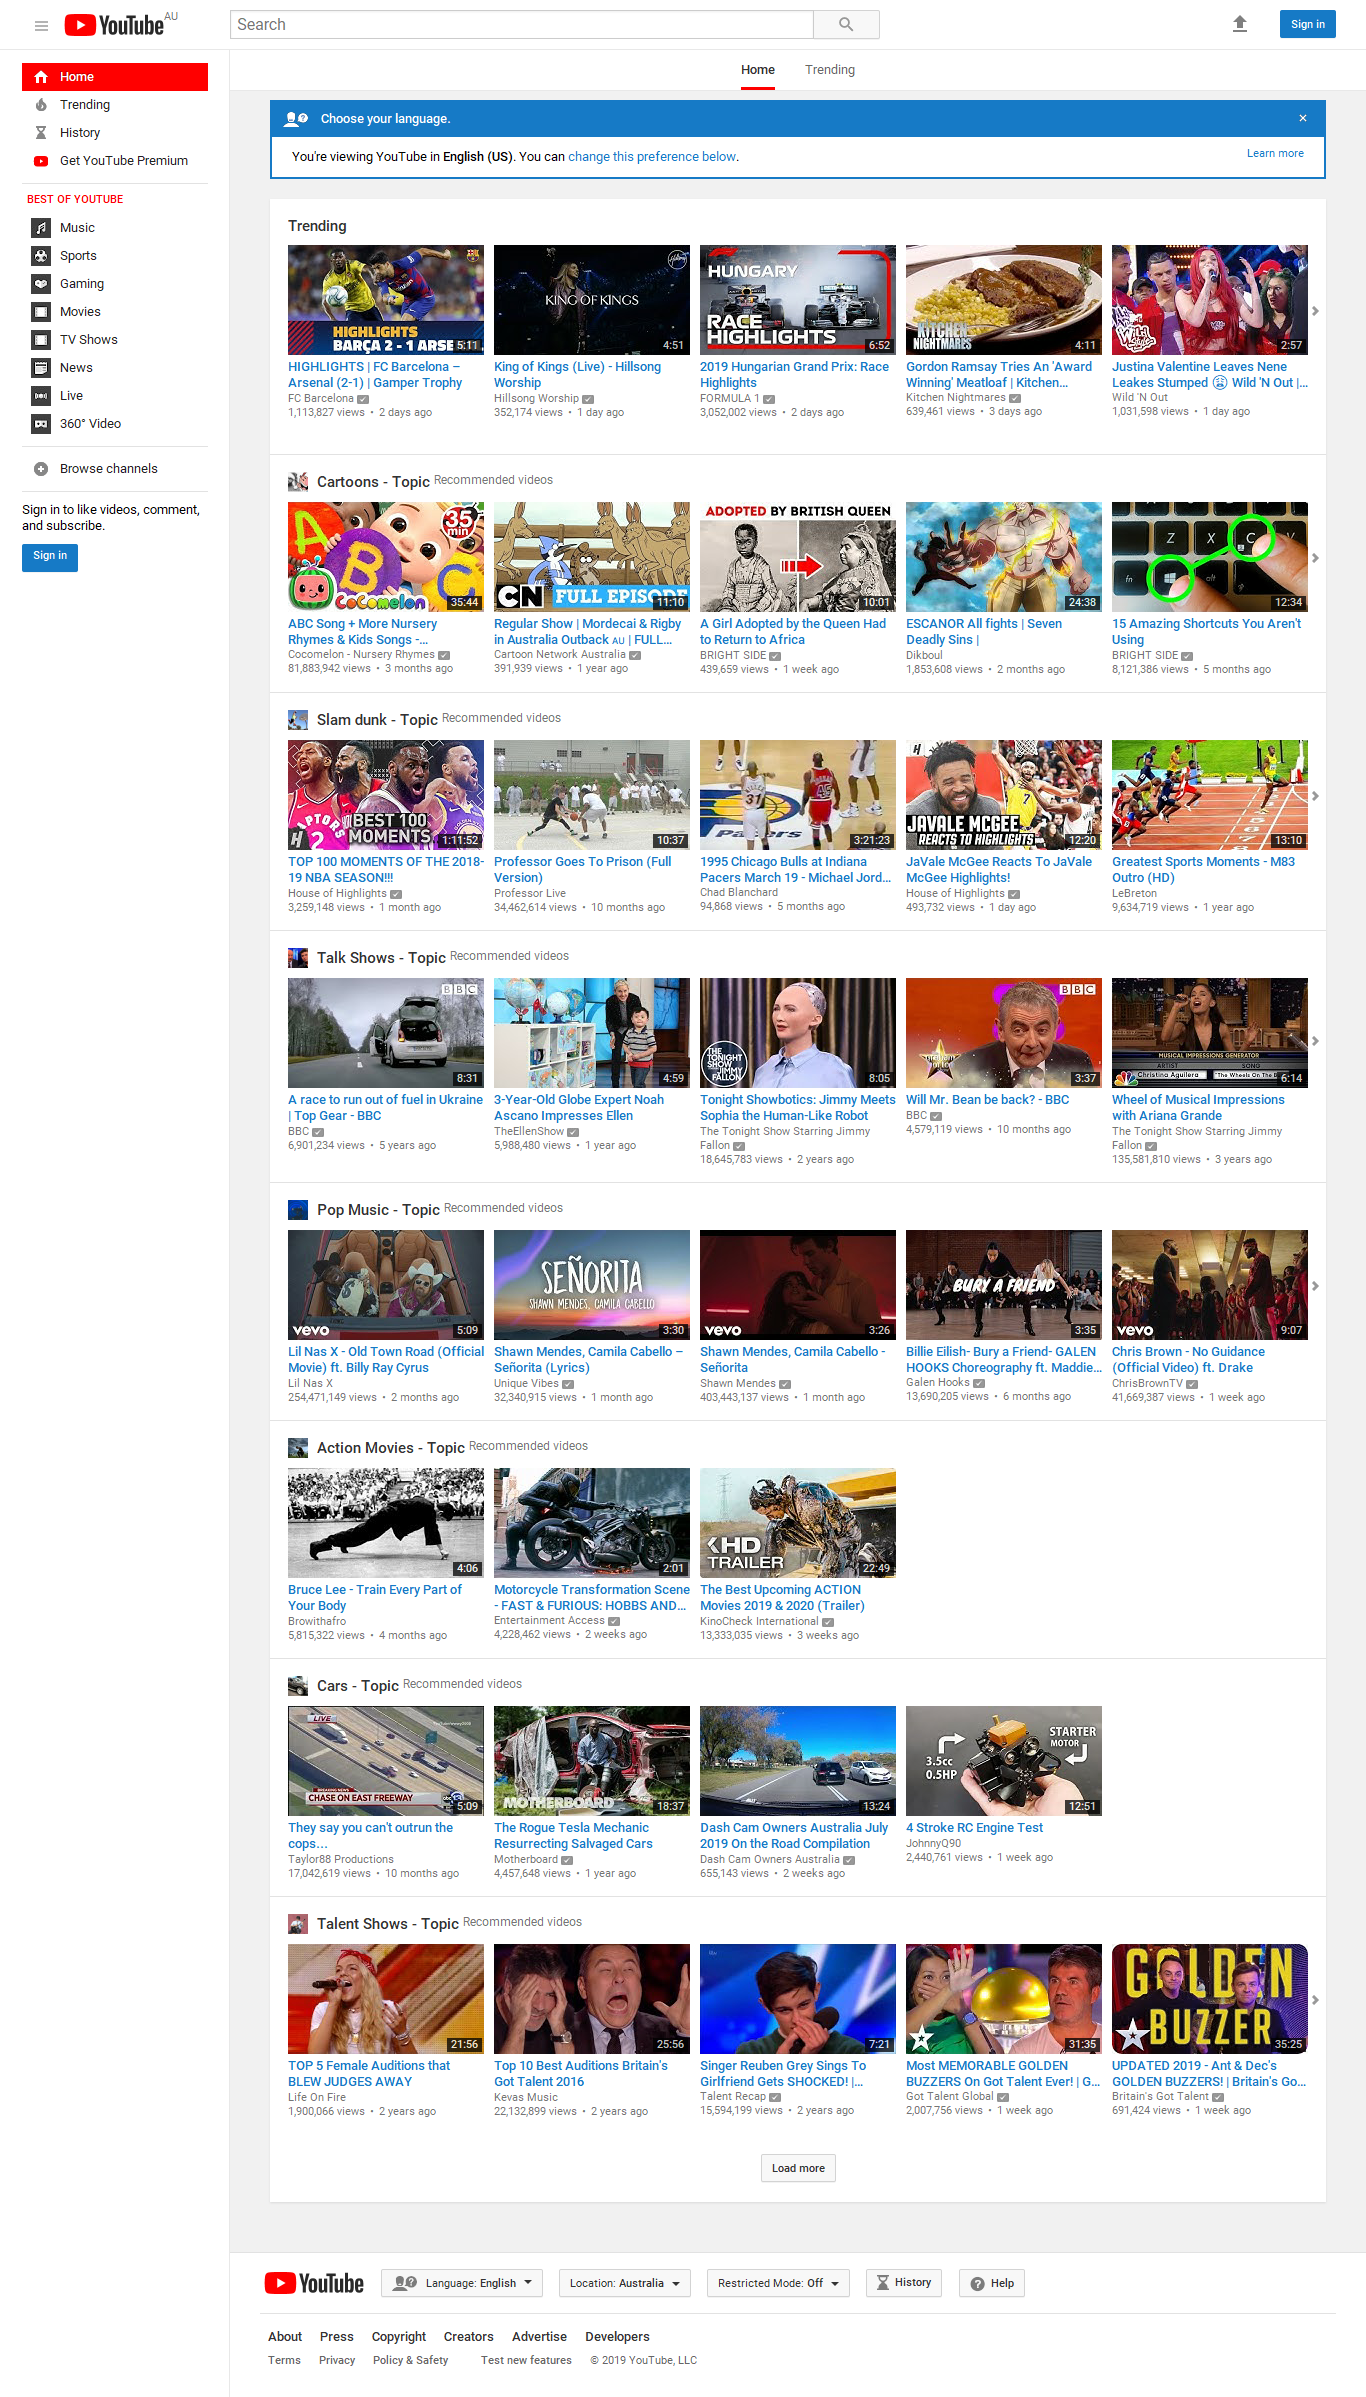 YouTube AU
Search
Sign in
Home
Trending
Home
Trending
History
Get YouTube Premium
BEST OF YOUTUBE
Music
Sports
Gaming
Movies
TV Shows
News
Live
360° Video
Browse channels
Sign in to like videos, comment,
and subscribe.
Sign in
Choose your language.
×
You're viewing YouTube in English (US). You can change this preference below.
Learn more
Trending
HIGHLIGHTS
BARÇA 2 - 1 ARSE
5:11
HIGHLIGHTS | FC Barcelona –
Arsenal (2-1) | Gamper Trophy
FC Barcelona
1,113,827 views • 2 days ago
KING OF KINGS
4:51
King of Kings (Live) - Hillsong
Worship
Hillsong Worship
352,174 views • 1 day ago
HUNGARY
RACE
HIGHLIGHTS
6:52
2019 Hungarian Grand Prix: Race
Highlights
FORMULA 1
3,052,002 views • 2 days ago
KITCHEN
NIGHTMARES
4:11
Gordon Ramsay Tries An 'Award
Winning' Meatloaf | Kitchen...
Kitchen Nightmares
639,461 views • 3 days ago
2:57
Justina Valentine Leaves Nene
Leakes Stumped 😩 Wild 'N Out |...
Wild 'N Out
1,031,598 views • 1 day ago
Cartoons - Topic Recommended videos
A B C
35
min
CoComelon
35:44
ABC Song + More Nursery
Rhymes & Kids Songs -...
Cocomelon - Nursery Rhymes
81,883,942 views • 3 months ago
CN FULL EPISODE
11:10
Regular Show | Mordecai & Rigby
in Australia Outback AU | FULL...
Cartoon Network Australia
391,939 views • 1 year ago
ADOPTED BY BRITISH QUEEN
10:01
A Girl Adopted by the Queen Had
to Return to Africa
BRIGHT SIDE
439,659 views • 1 week ago
24:38
ESCANOR All fights | Seven
Deadly Sins |
Dikboul
1,853,608 views • 2 months ago
Z X C V
fn alt
12:34
15 Amazing Shortcuts You Aren't
Using
BRIGHT SIDE
8,121,386 views • 5 months ago
Slam dunk - Topic Recommended videos
BEST 100
MOMENTS
1:11:52
TOP 100 MOMENTS OF THE 2018-
19 NBA SEASON!!!
House of Highlights
3,259,148 views • 1 month ago
10:37
Professor Goes To Prison (Full
Version)
Professor Live
34,462,614 views • 10 months ago
31
45
Pacers
3:21:23
1995 Chicago Bulls at Indiana
Pacers March 19 - Michael Jord...
Chad Blanchard
94,868 views • 5 months ago
JAVALE MCGEE
REACTS TO HIGHLIGHTS!
12:20
JaVale McGee Reacts To JaVale
McGee Highlights!
House of Highlights
493,732 views • 1 day ago
13:10
Greatest Sports Moments - M83
Outro (HD)
LeBreton
9,634,719 views • 1 year ago
Talk Shows - Topic Recommended videos
BBC
8:31
A race to run out of fuel in Ukraine
| Top Gear - BBC
BBC
6,901,234 views • 5 years ago
4:59
3-Year-Old Globe Expert Noah
Ascano Impresses Ellen
TheEllenShow
5,988,480 views • 1 year ago
THE
TONIGHT
SHOW
JIMMY
FALLON
8:05
Tonight Showbotics: Jimmy Meets
Sophia the Human-Like Robot
The Tonight Show Starring Jimmy
Fallon
18,645,783 views • 2 years ago
BBC
3:37
Will Mr. Bean be back? - BBC
BBC
4,579,119 views • 10 months ago
MUSICAL IMPRESSIONS GENERATOR
ARTIST SONG
Christina Aguilera "The Wheels On The B
6:14
Wheel of Musical Impressions
with Ariana Grande
The Tonight Show Starring Jimmy
Fallon
135,581,810 views • 3 years ago
Pop Music - Topic Recommended videos
vevo
5:09
Lil Nas X - Old Town Road (Official
Movie) ft. Billy Ray Cyrus
Lil Nas X
254,471,149 views • 2 months ago
SEÑORITA
SHAWN MENDES, CAMILA CABELLO
3:30
Shawn Mendes, Camila Cabello –
Señorita (Lyrics)
Unique Vibes
32,340,915 views • 1 month ago
vevo
3:26
Shawn Mendes, Camila Cabello -
Señorita
Shawn Mendes
403,443,137 views • 1 month ago
BURY A FRIEND
3:35
Billie Eilish- Bury a Friend- GALEN
HOOKS Choreography ft. Maddie...
Galen Hooks
13,690,205 views • 6 months ago
vevo
9:07
Chris Brown - No Guidance
(Official Video) ft. Drake
ChrisBrownTV
41,669,387 views • 1 week ago
Action Movies - Topic Recommended videos
4:06
Bruce Lee - Train Every Part of
Your Body
Browithafro
5,815,322 views • 4 months ago
2:01
Motorcycle Transformation Scene
- FAST & FURIOUS: HOBBS AND...
Entertainment Access
4,228,462 views • 2 weeks ago
KHD
TRAILER
22:49
The Best Upcoming ACTION
Movies 2019 & 2020 (Trailer)
KinoCheck International
13,333,035 views • 3 weeks ago
Cars - Topic Recommended videos
LIVE
BREAKING NEWS
CHASE ON EAST FREEWAY
5:09
They say you can't outrun the
cops...
Taylor88 Productions
17,042,619 views • 10 months ago
MOTHERBOARD
18:37
The Rogue Tesla Mechanic
Resurrecting Salvaged Cars
Motherboard
4,457,648 views • 1 year ago
13:24
Dash Cam Owners Australia July
2019 On the Road Compilation
Dash Cam Owners Australia
655,143 views • 2 weeks ago
3.5cc
0.5HP
STARTER
MOTOR
12:51
4 Stroke RC Engine Test
JohnnyQ90
2,440,761 views • 1 week ago
Talent Shows - Topic Recommended videos
21:56
TOP 5 Female Auditions that
BLEW JUDGES AWAY
Life On Fire
1,900,066 views • 2 years ago
25:56
Top 10 Best Auditions Britain's
Got Talent 2016
Kevas Music
22,132,899 views • 2 years ago
7:21
Singer Reuben Grey Sings To
Girlfriend Gets SHOCKED! |...
Talent Recap
15,594,199 views • 2 years ago
31:35
Most MEMORABLE GOLDEN
BUZZERS On Got Talent Ever! | G...
Got Talent Global
2,007,756 views • 1 week ago
GOLDEN
BUZZER
35:25
UPDATED 2019 - Ant & Dec's
GOLDEN BUZZERS! | Britain's Go...
Britain's Got Talent
691,424 views • 1 week ago
Load more
YouTube
Language: English
Location: Australia
Restricted Mode: Off
History
Help
About Press Copyright Creators Advertise Developers
Terms Privacy Policy & Safety Test new features © 2019 YouTube, LLC